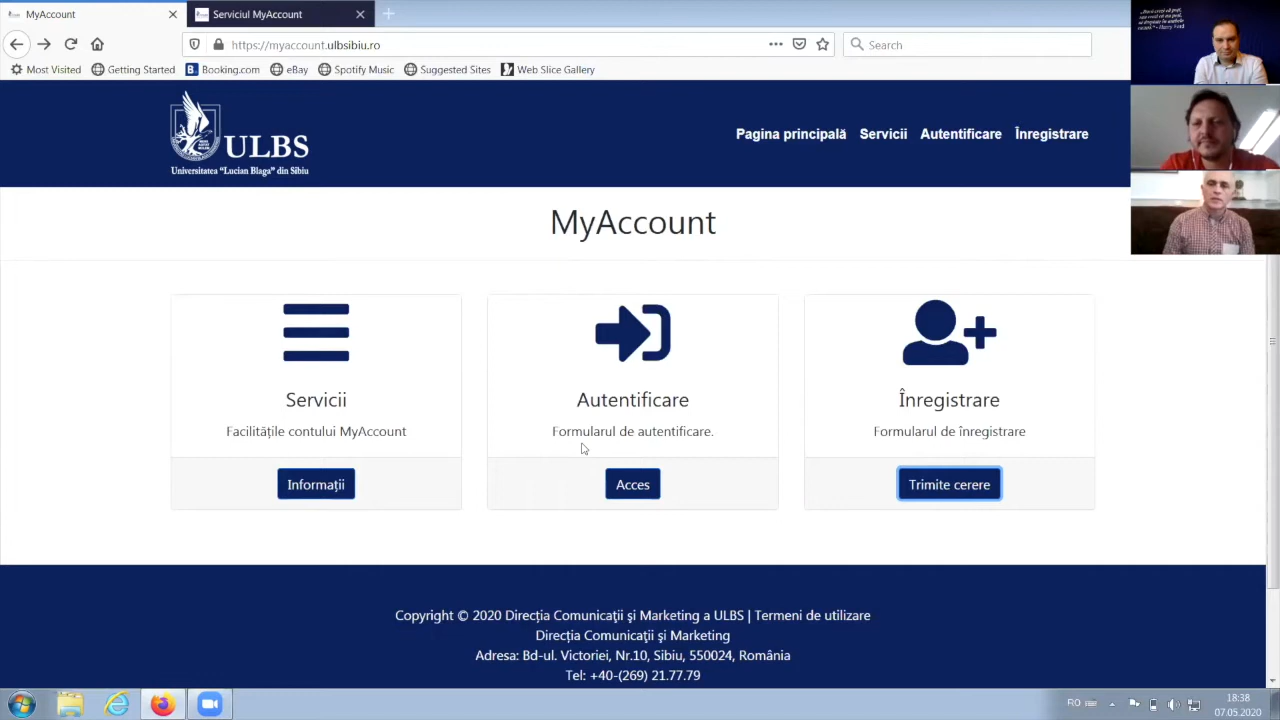 MyAccount
Serviciul MyAccount
https://myaccount.ulbsibiu.ro
Search
Most Visited
Getting Started
Booking.com
eBay
Spotify Music
Suggested Sites
Web Slice Gallery
ULBS
Universitatea "Lucian Blaga" din Sibiu
Pagina principală
Servicii
Autentificare
Înregistrare
MyAccount
Servicii
Facilitățile contului MyAccount
Informații
Autentificare
Formularul de autentificare.
Acces
Înregistrare
Formularul de înregistrare
Trimite cerere
Copyright © 2020 Direcția Comunicaţii şi Marketing a ULBS | Termeni de utilizare
Direcția Comunicaţii şi Marketing
Adresa: Bd-ul. Victoriei, Nr.10, Sibiu, 550024, România
Tel: +40-(269) 21.77.79
RO
18:38
07.05.2020